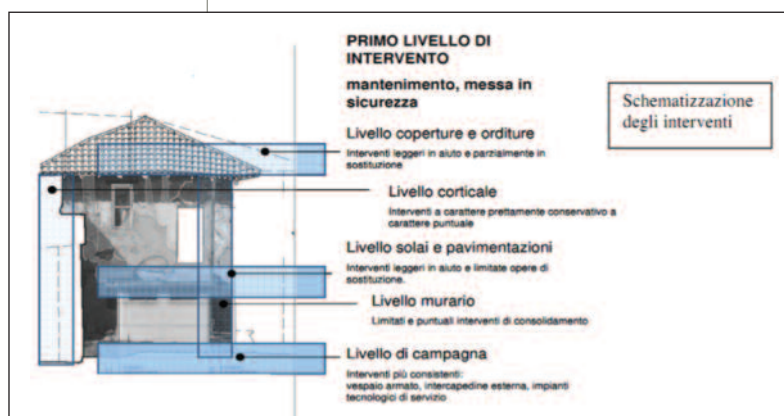 PRIMO LIVELLO DI
INTERVENTO
mantenimento, messa in
sicurezza
Schematizzazione
degli interventi
Livello coperture e orditure
Interventi leggeri in aiuto e parzialmente in
sostituzione
Livello corticale
Interventi a carattere prettamente conservativo a
carattere puntuale
Livello solai e pavimentazioni
Interventi leggeri in aiuto e limitate opere di
sostituzione.
Livello murario
Limitati e puntuali interventi di consolidamento
Livello di campagna
Interventi più consistenti:
vespaio armato, intercapedine esterna, impianti
tecnologici di servizio